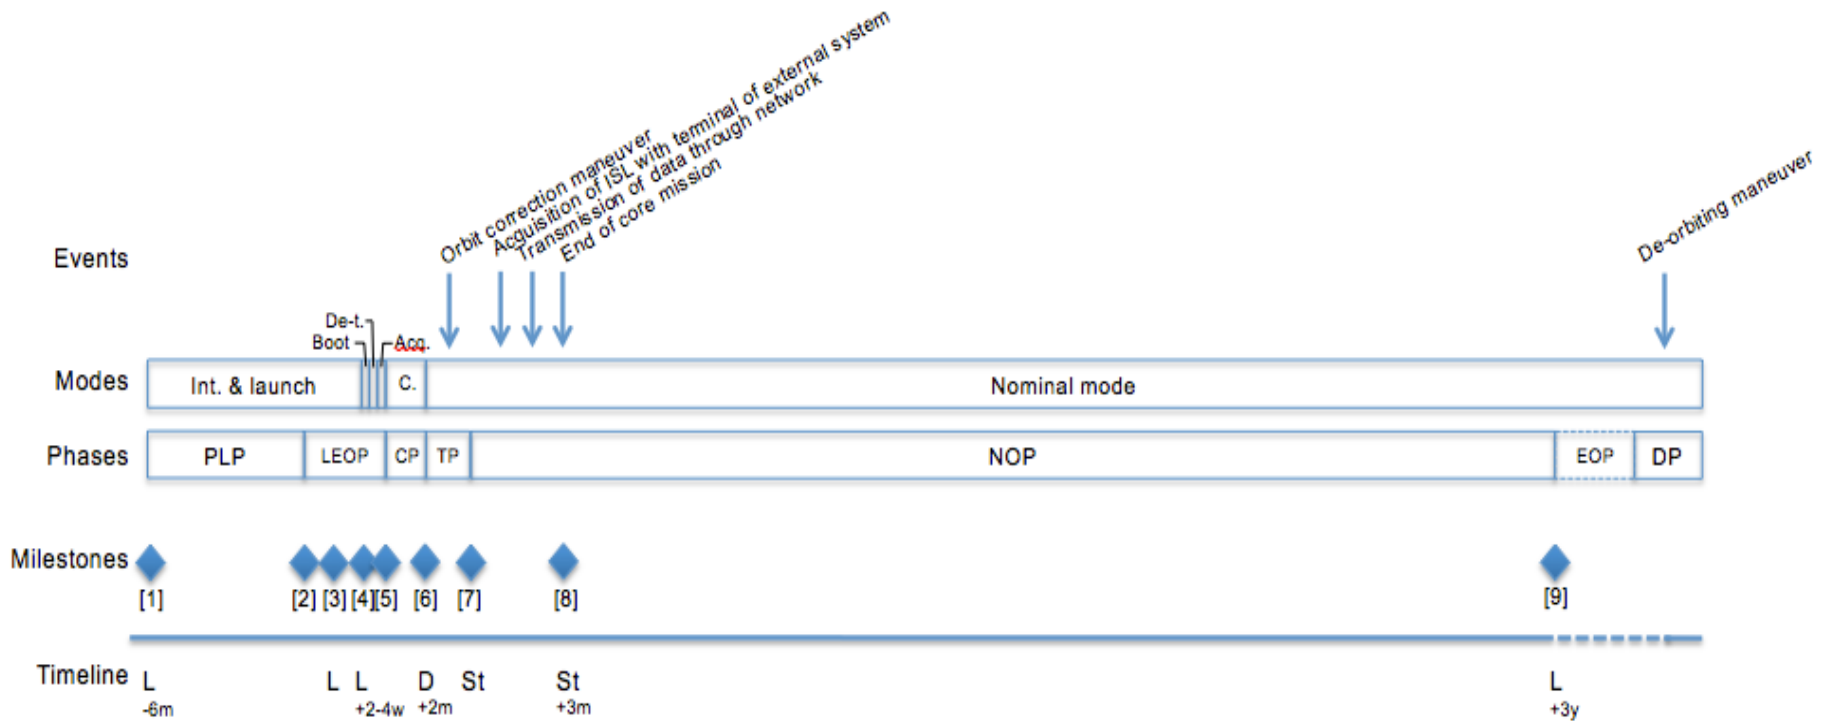 Orbit correction maneuver
Acquisition of ISL with terminal of external system
Transmission of data through network
End of core mission
De-orbiting maneuver
Events
De-t.
Boot
Acq.
Modes
Int. & launch
C.
Nominal mode
Phases
PLP
LEOP
CP
TP
NOP
EOP
DP
Milestones
[1]
[2]
[3]
[4]
[5]
[6]
[7]
[8]
[9]
Timeline
L
-6m
L
L
+2-4w
D
+2m
St
St
+3m
L
+3y